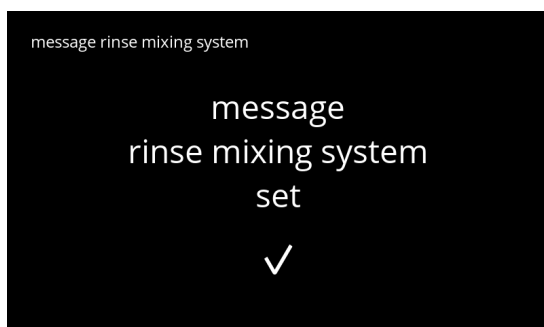 message rinse mixing system
message
rinse mixing system
set